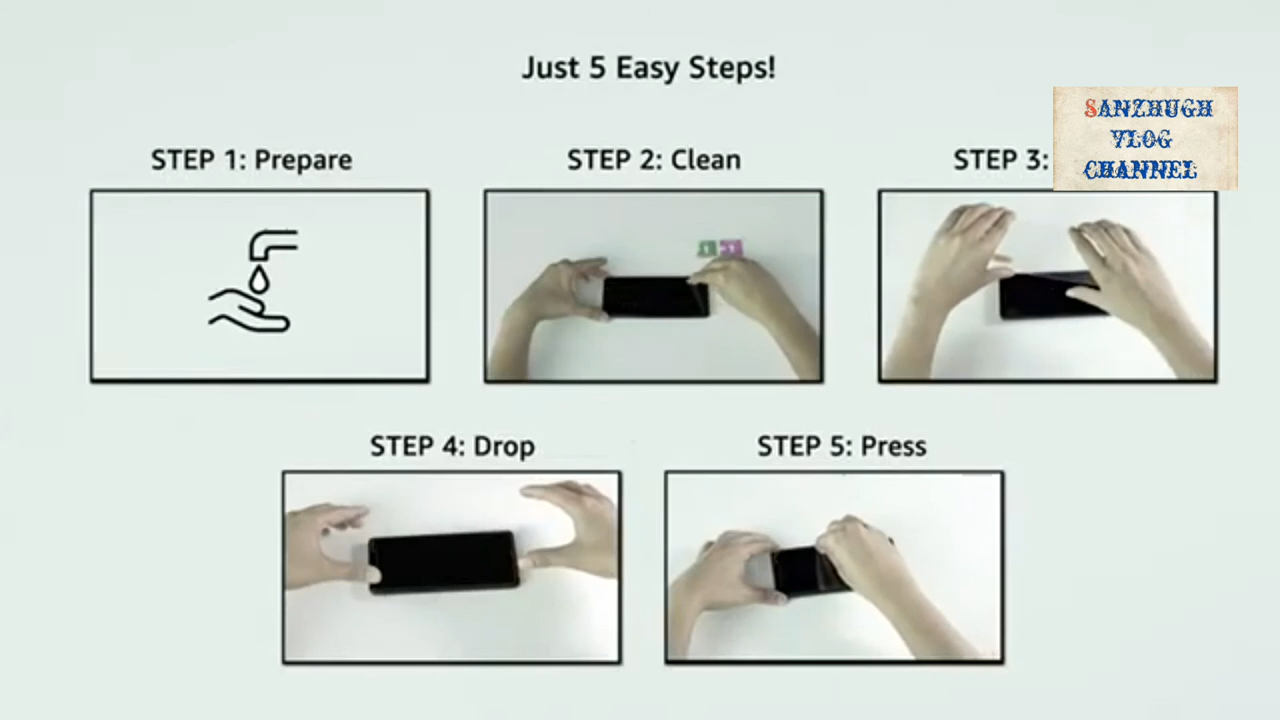 Just 5 Easy Steps!
SANZHUGH
VLOG
CHANNEL
STEP 1: Prepare
STEP 2: Clean
STEP 3:
STEP 4: Drop
STEP 5: Press